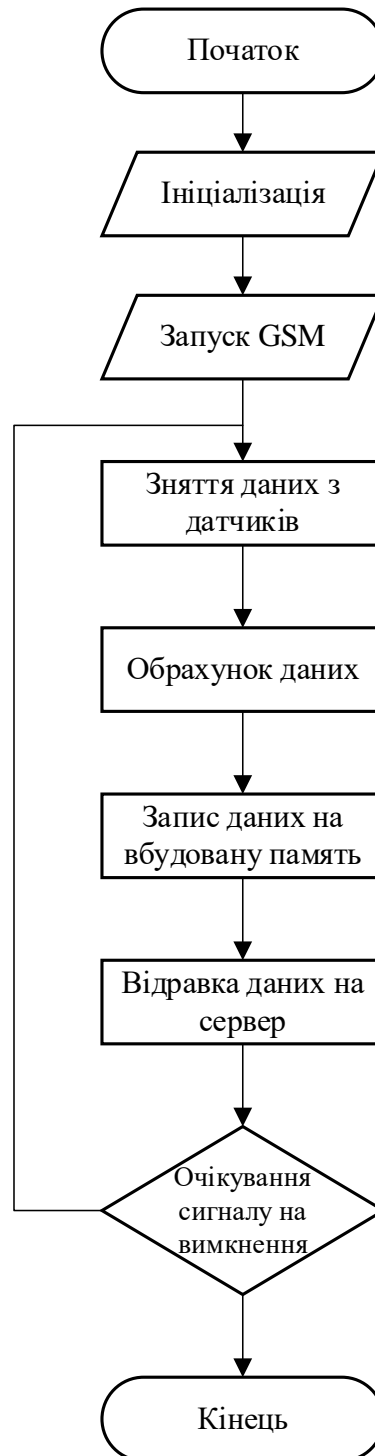 Початок
Ініціалізація
Запуск GSM
Зняття даних з
датчиків
Обрахунок даних
Запис даних на
вбудовану память
Відравка даних на
сервер
Очікування
сигналу на
вимкнення
Кінець